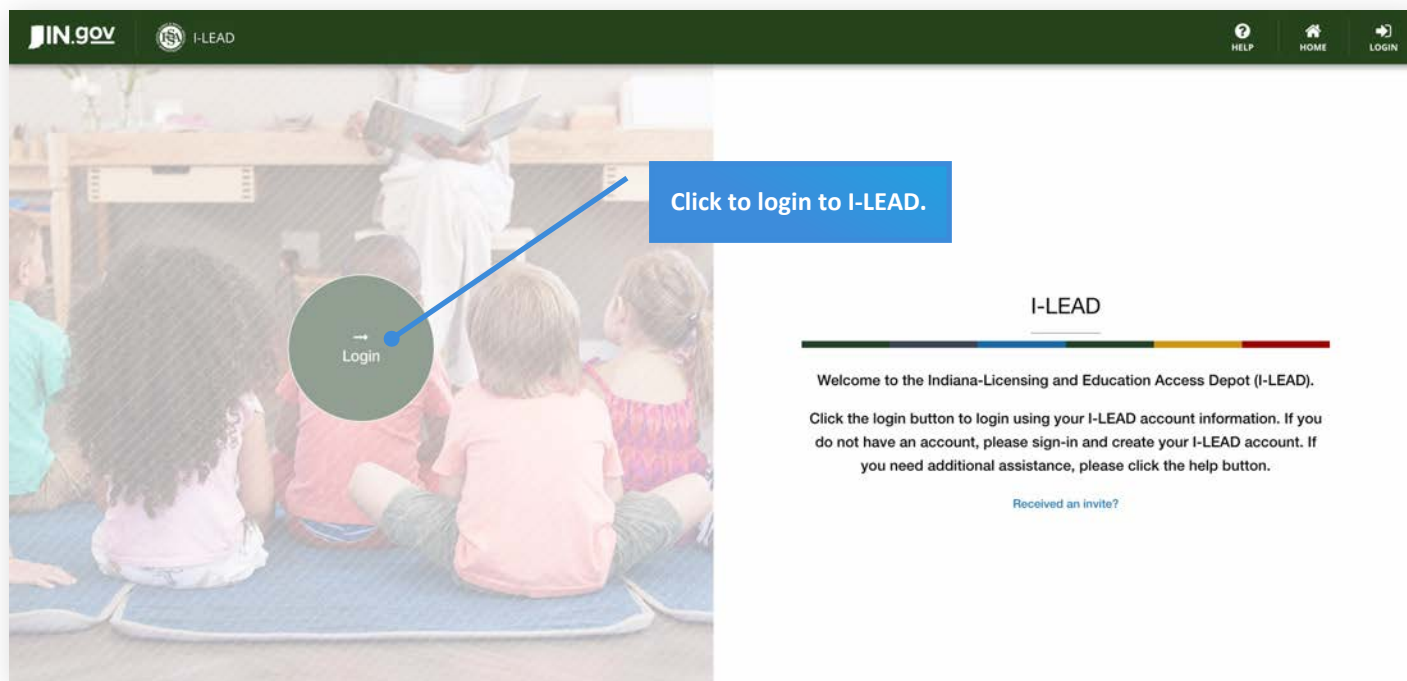 IN.gov
I-LEAD
HELP
HOME
LOGIN
Click to login to I-LEAD.
Login
I-LEAD
Welcome to the Indiana-Licensing and Education Access Depot (I-LEAD).
Click the login button to login using your I-LEAD account information. If you
do not have an account, please sign-in and create your I-LEAD account. If
you need additional assistance, please click the help button.
Received an invite?